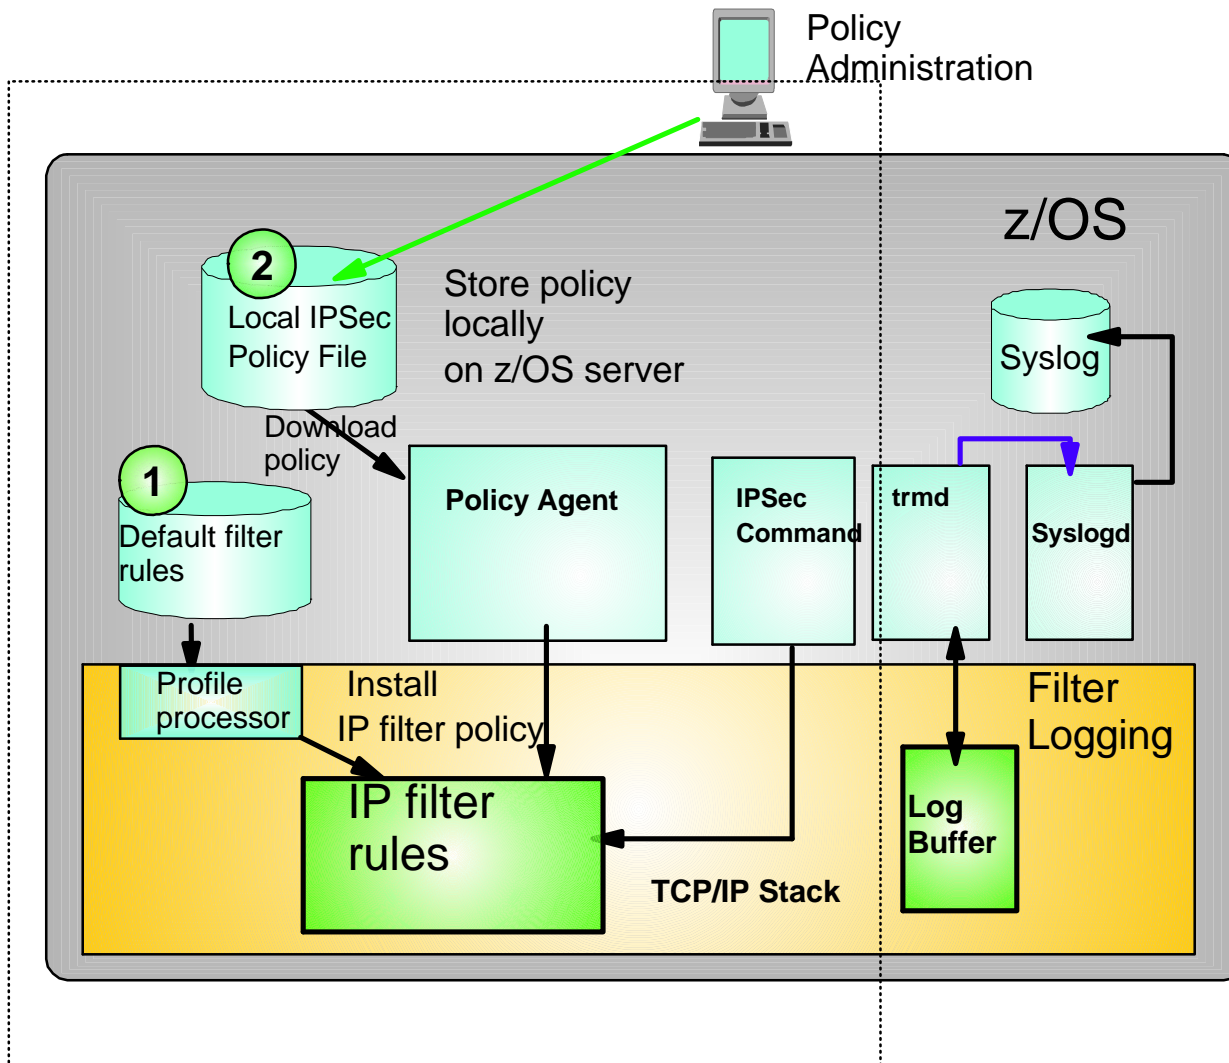 Policy
Administration
z/OS
2
Local IPSec
Policy File
Store policy
locally
on z/OS server
Syslog
Download
policy
1
Default filter
rules
Policy Agent
IPSec
Command
trmd
Syslogd
Profile
processor
Install
IP filter policy
Filter
Logging
IP filter
rules
Log
Buffer
TCP/IP Stack